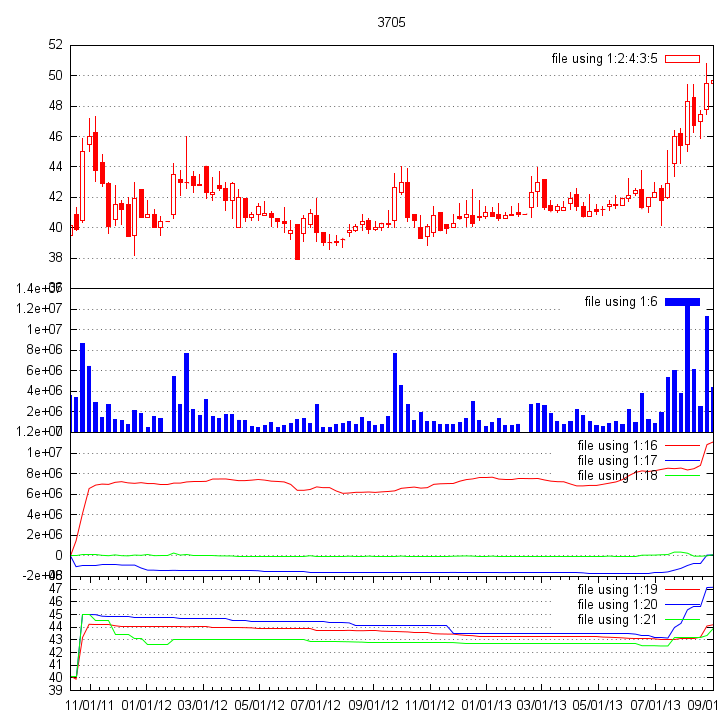 3705
52
50
48
46
44
42
40
38
36
file using 1:2:4:3:5
1.4e+07
1.2e+07
1e+07
8e+06
6e+06
4e+06
2e+06
0
file using 1:6
1.2e+07
1e+07
8e+06
6e+06
4e+06
2e+06
0
-2e+06
file using 1:16
file using 1:17
file using 1:18
48
47
46
45
44
43
42
41
40
39
file using 1:19
file using 1:20
file using 1:21
11/01/11 01/01/12 03/01/12 05/01/12 07/01/12 09/01/12 11/01/12 01/01/13 03/01/13 05/01/13 07/01/13 09/01